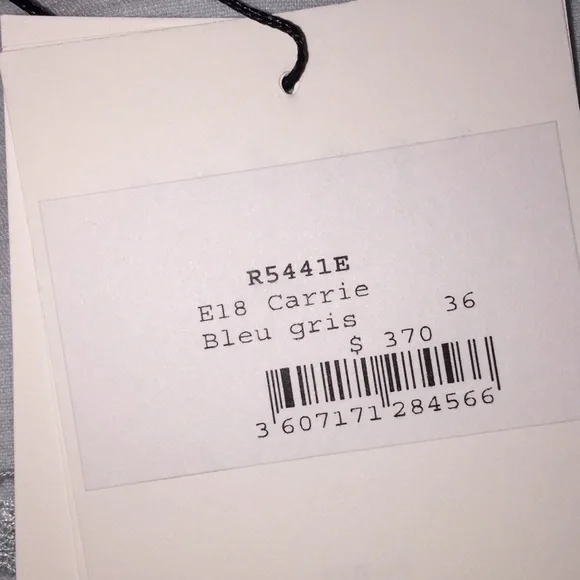 R5441E
E18 Carrie
Bleu gris
36
$ 370
3 607171 284566